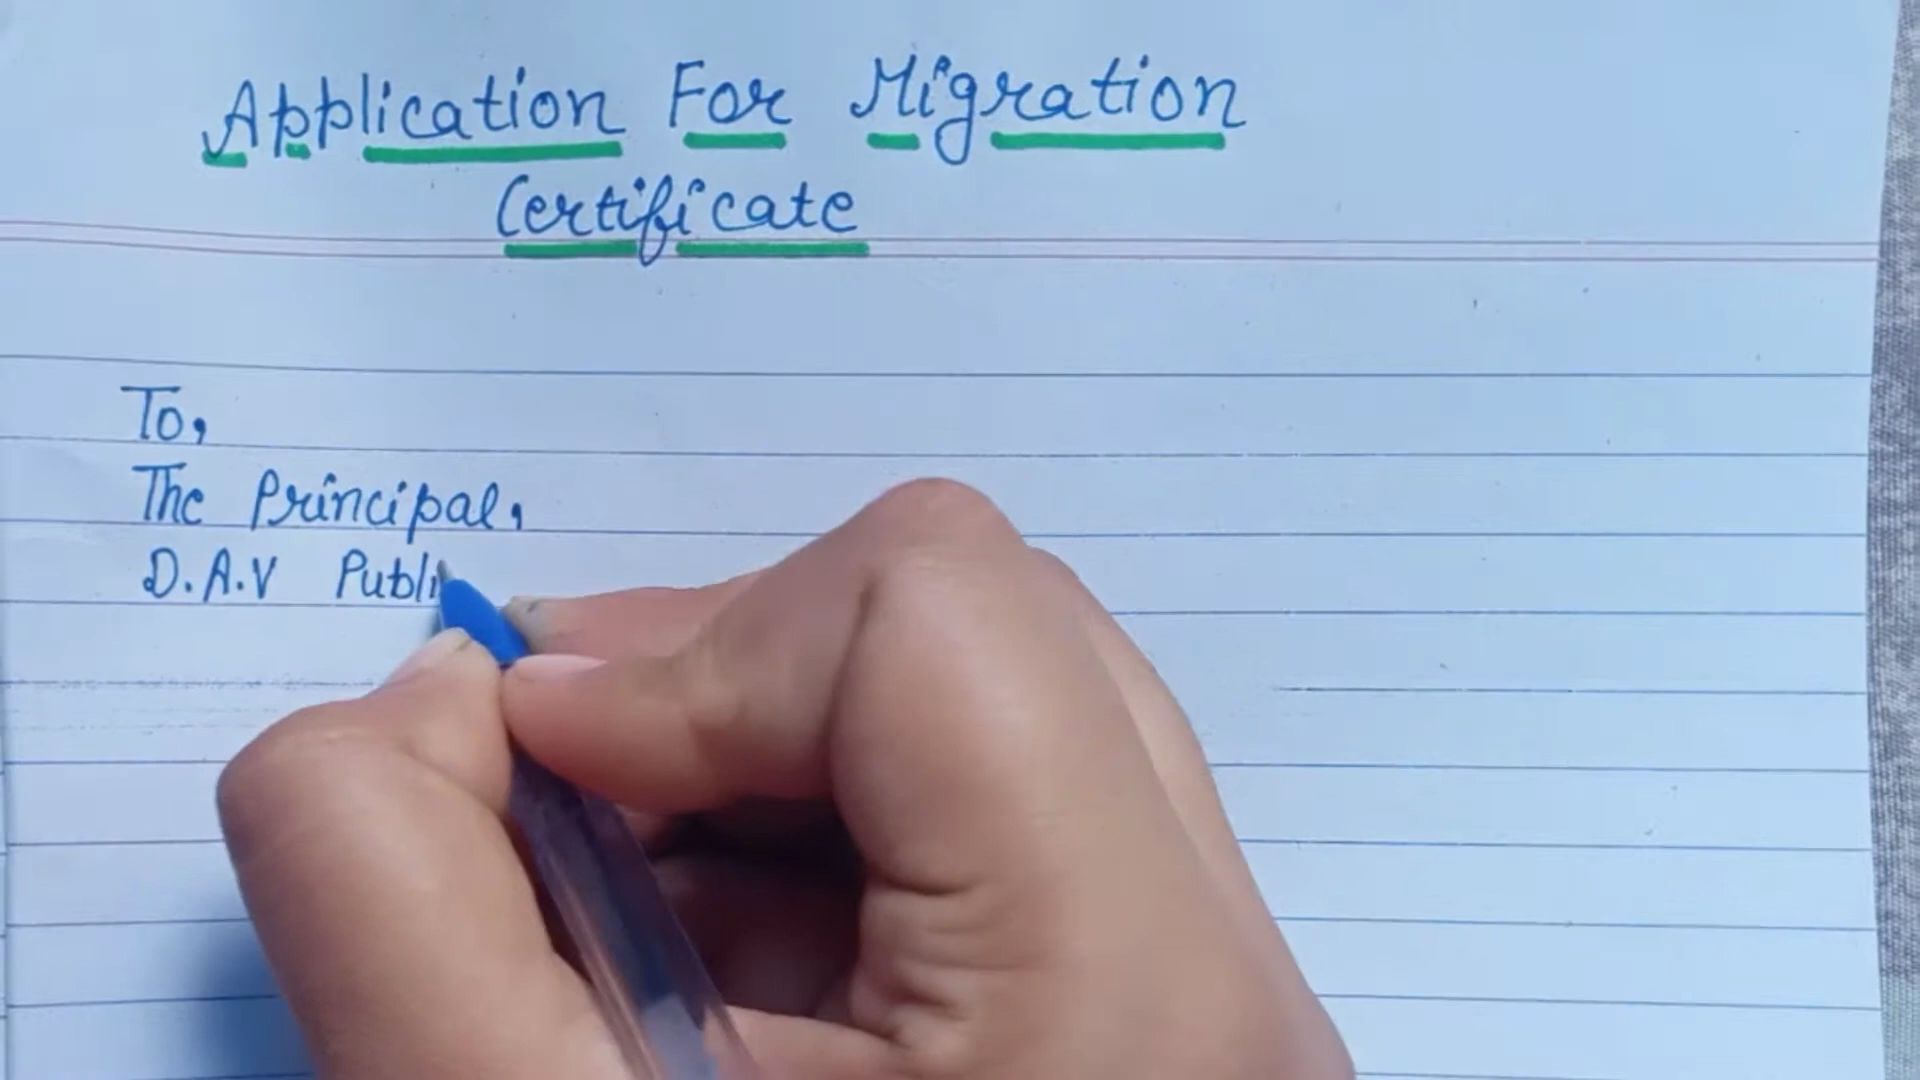 Application For Migration
Certificate
To,
The Principal,
D.A.V Publi